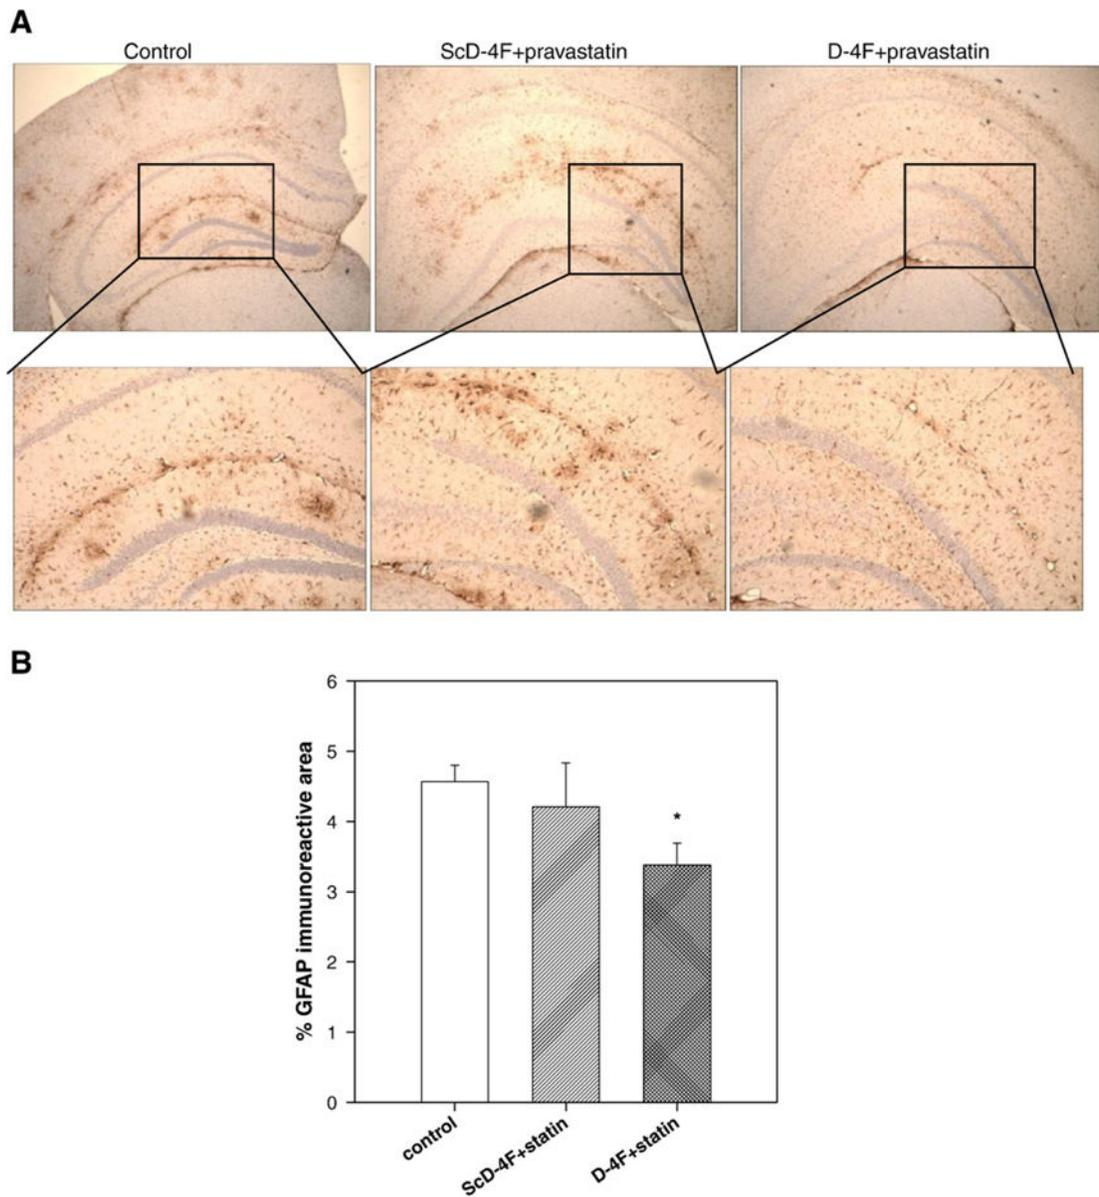 A
Control
ScD-4F+pravastatin
D-4F+pravastatin
B
6
5
4
3
2
1
0
% GFAP immunoreactive area
*
control
ScD-4F+statin
D-4F+statin